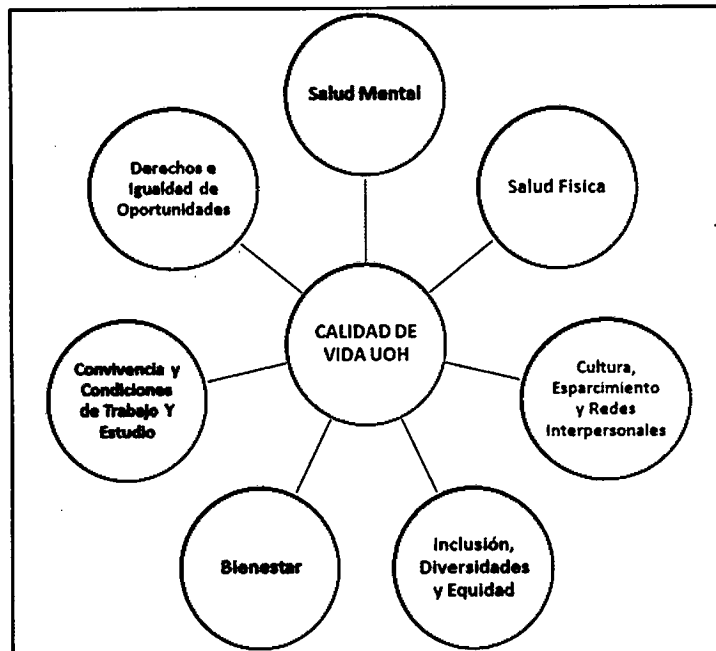 Salud Mental
Derechos e
Igualdad de
Oportunidades
Salud Física
CALIDAD DE
VIDA UOH
Convivencia y
Condiciones
de Trabajo Y
Estudio
Cultura,
Esparcimiento
y Redes
Interpersonales
Bienestar
Inclusión,
Diversidades
y Equidad